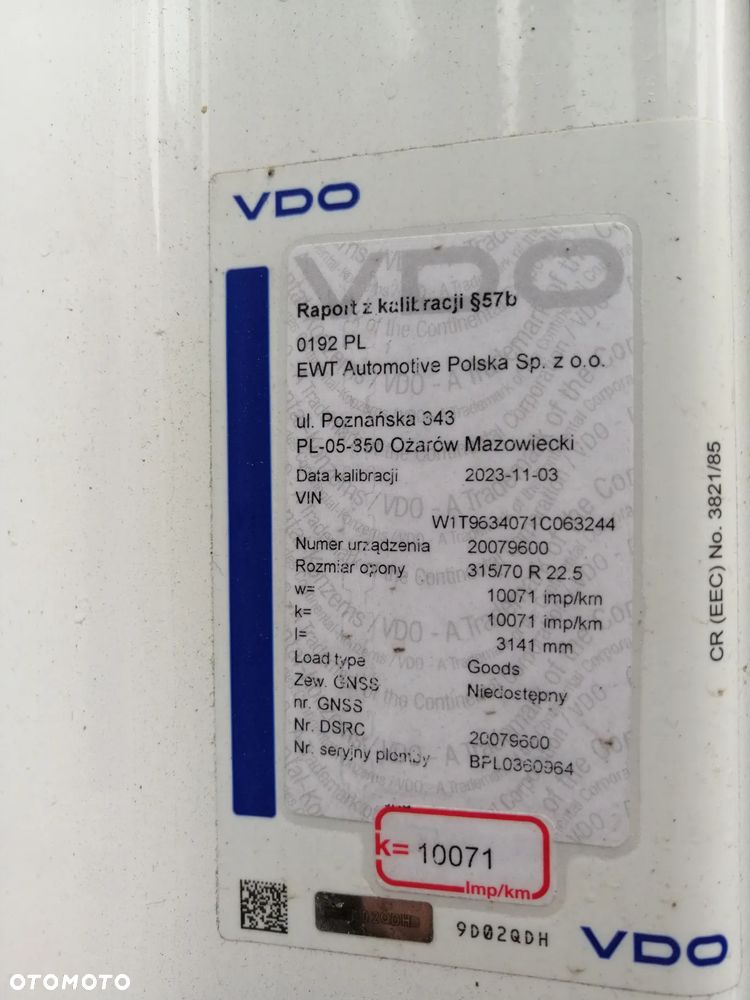 VDO
VDO
Raport z kalibracji §57b
0192 PL
EWT Automotive Polska Sp. z o.o.
ul. Poznańska 343
PL-05-350 Ożarów Mazowiecki
Data kalibracji 2023-11-03
VIN
W1T9634071C063244
Numer urządzenia 20079600
Rozmiar opony 315/70 R 22.5
w= 10071 imp/km
k= 10071 imp/km
l= 3141 mm
Load type Goods
Zew. GNSS Niedostępny
nr. GNSS
Nr. DSRC 20079600
Nr. seryjny plomby BPL0360964
k= 10071
Imp/km
9D02QDH
VDO
CR (EEC) No. 3821/85
OTOMOTO